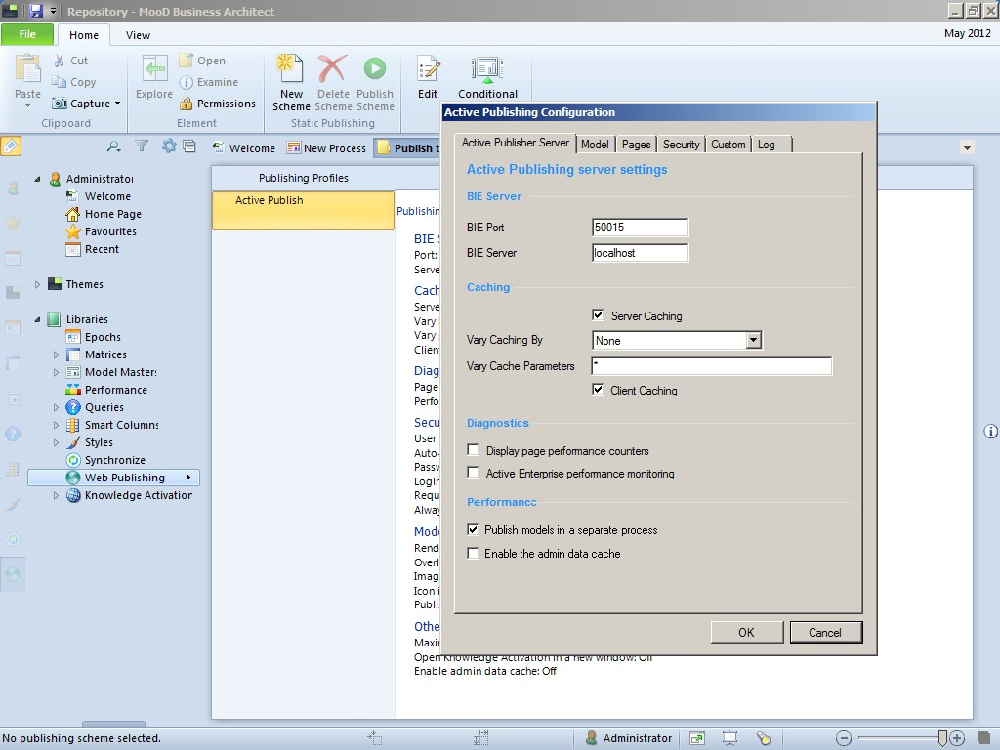 Repository - MooD Business Architect
File
Home
View
May 2012
Paste
Cut
Copy
Capture
Clipboard
Explore
Open
Examine
Permissions
Element
New Scheme
Delete Scheme
Publish Scheme
Static Publishing
Edit
Conditional
Welcome
New Process
Publish t
Administrator
Welcome
Home Page
Favourites
Recent
Themes
Libraries
Epochs
Matrices
Model Masters
Performance
Queries
Smart Columns
Styles
Synchronize
Web Publishing
Knowledge Activation
Publishing Profiles
Active Publish
Publishin
BIE S
Port:
Serve
Cach
Serve
Vary
Vary
Clien
Diag
Page
Perfo
Secu
User
Auto-
Passw
Login
Requ
Alway
Mode
Rend
Overl
Imag
Icon i
Publi
Othe
Maxi
Open Knowledge Activation in a new window: Off
Enable admin data cache: Off
Active Publishing Configuration
Active Publisher Server
Model
Pages
Security
Custom
Log
Active Publishing server settings
BIE Server
BIE Port
50015
BIE Server
localhost
Caching
Server Caching
Vary Caching By
None
Vary Cache Parameters
*
Client Caching
Diagnostics
Display page performance counters
Active Enterprise performance monitoring
Performance
Publish models in a separate process
Enable the admin data cache
OK
Cancel
No publishing scheme selected.
Administrator